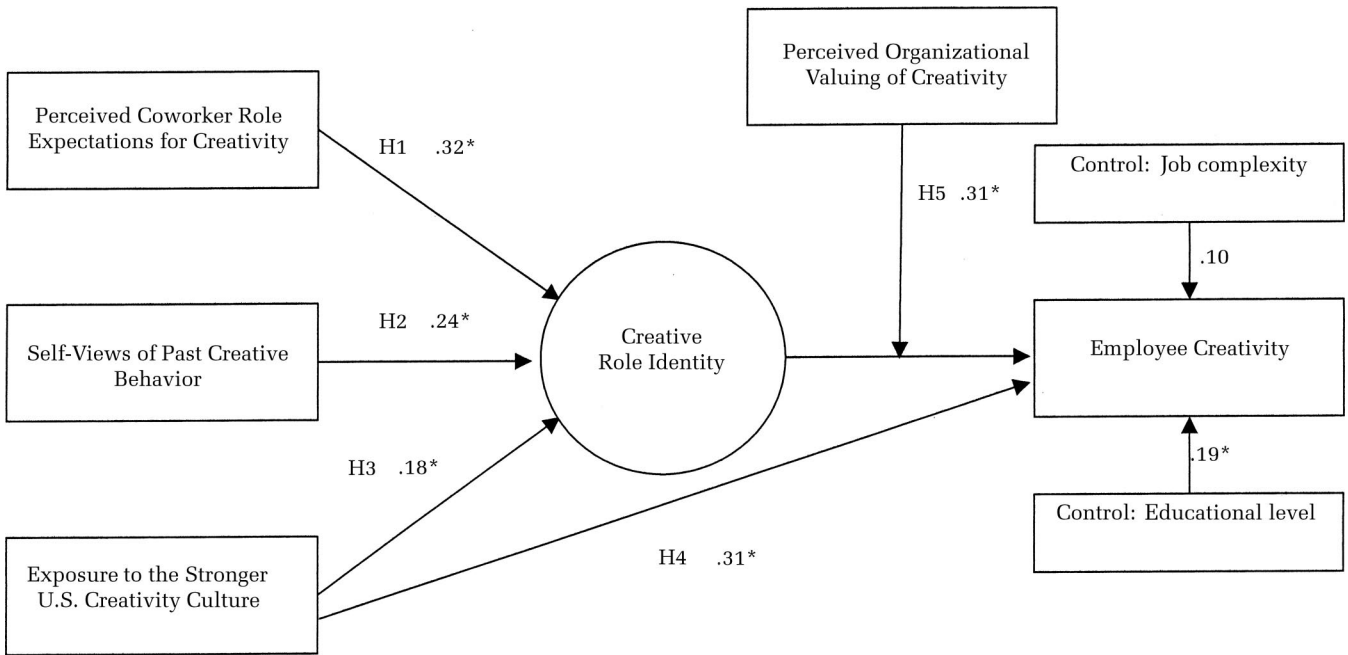 Perceived Organizational
Valuing of Creativity
Perceived Coworker Role
Expectations for Creativity
H1 .32*
Control: Job complexity
H5 .31*
.10
H2 .24*
Self-Views of Past Creative
Behavior
Creative
Role Identity
Employee Creativity
H3 .18*
.19*
Control: Educational level
H4 .31*
Exposure to the Stronger
U.S. Creativity Culture